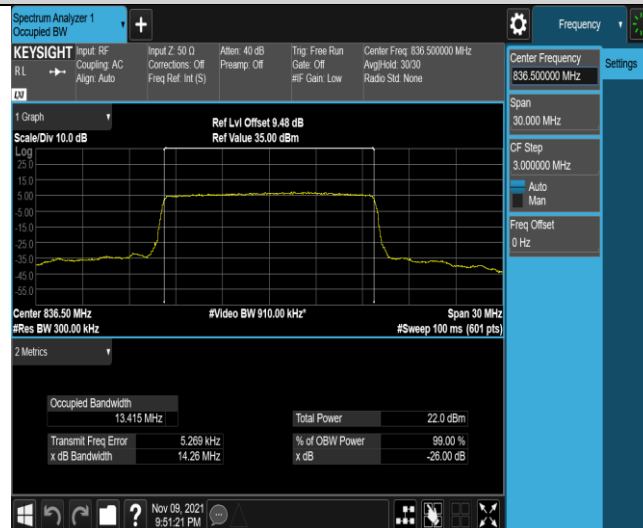 Spectrum Analyzer 1
Occupied BW
Frequency
KEYSIGHT
RL
LXI
Input: RF
Coupling: AC
Align: Auto
Input Z: 50 Ω
Corrections: Off
Freq Ref: Int (S)
Atten: 40 dB
Preamp: Off
Trig: Free Run
Gate: Off
#IF Gain: Low
Center Freq: 836.500000 MHz
Avg|Hold: 30/30
Radio Std: None
Center Frequency
836.500000 MHz
Settings
Span
30.000 MHz
CF Step
3.000000 MHz
Auto
Man
Freq Offset
0 Hz
1 Graph
Scale/Div 10.0 dB
Ref Lvl Offset 9.48 dB
Ref Value 35.00 dBm
Log
25.0
15.0
5.00
-5.00
-15.0
-25.0
-35.0
-45.0
-55.0
Center 836.50 MHz
#Res BW 300.00 kHz
#Video BW 910.00 kHz*
Span 30 MHz
#Sweep 100 ms (601 pts)
2 Metrics
Occupied Bandwidth
13.415 MHz
Total Power 22.0 dBm
Transmit Freq Error 5.269 kHz
% of OBW Power 99.00 %
x dB Bandwidth 14.26 MHz
x dB -26.00 dB
Nov 09, 2021
9:51:21 PM